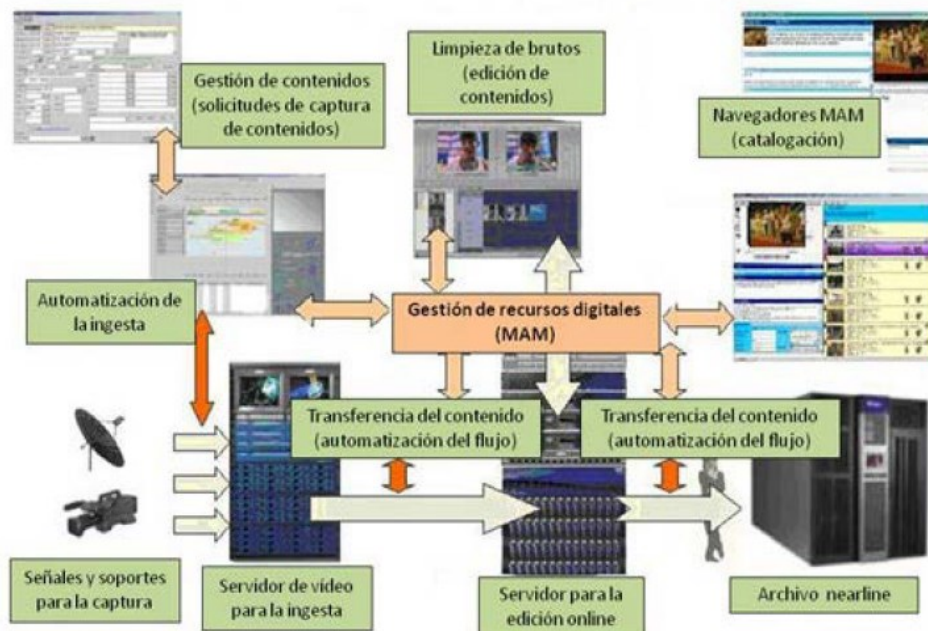 Gestión de contenidos
(solicitudes de captura
de contenidos)
Limpieza de brutos
(edición de
contenidos)
Navegadores MAM
(catalogación)
Automatización de
la ingesta
Gestión de recursos digitales
(MAM)
Transferencia del contenido
(automatización del flujo)
Transferencia del contenido
(automatización del flujo)
Señales y soportes
para la captura
Servidor de vídeo
para la ingesta
Servidor para la
edición online
Archivo nearline